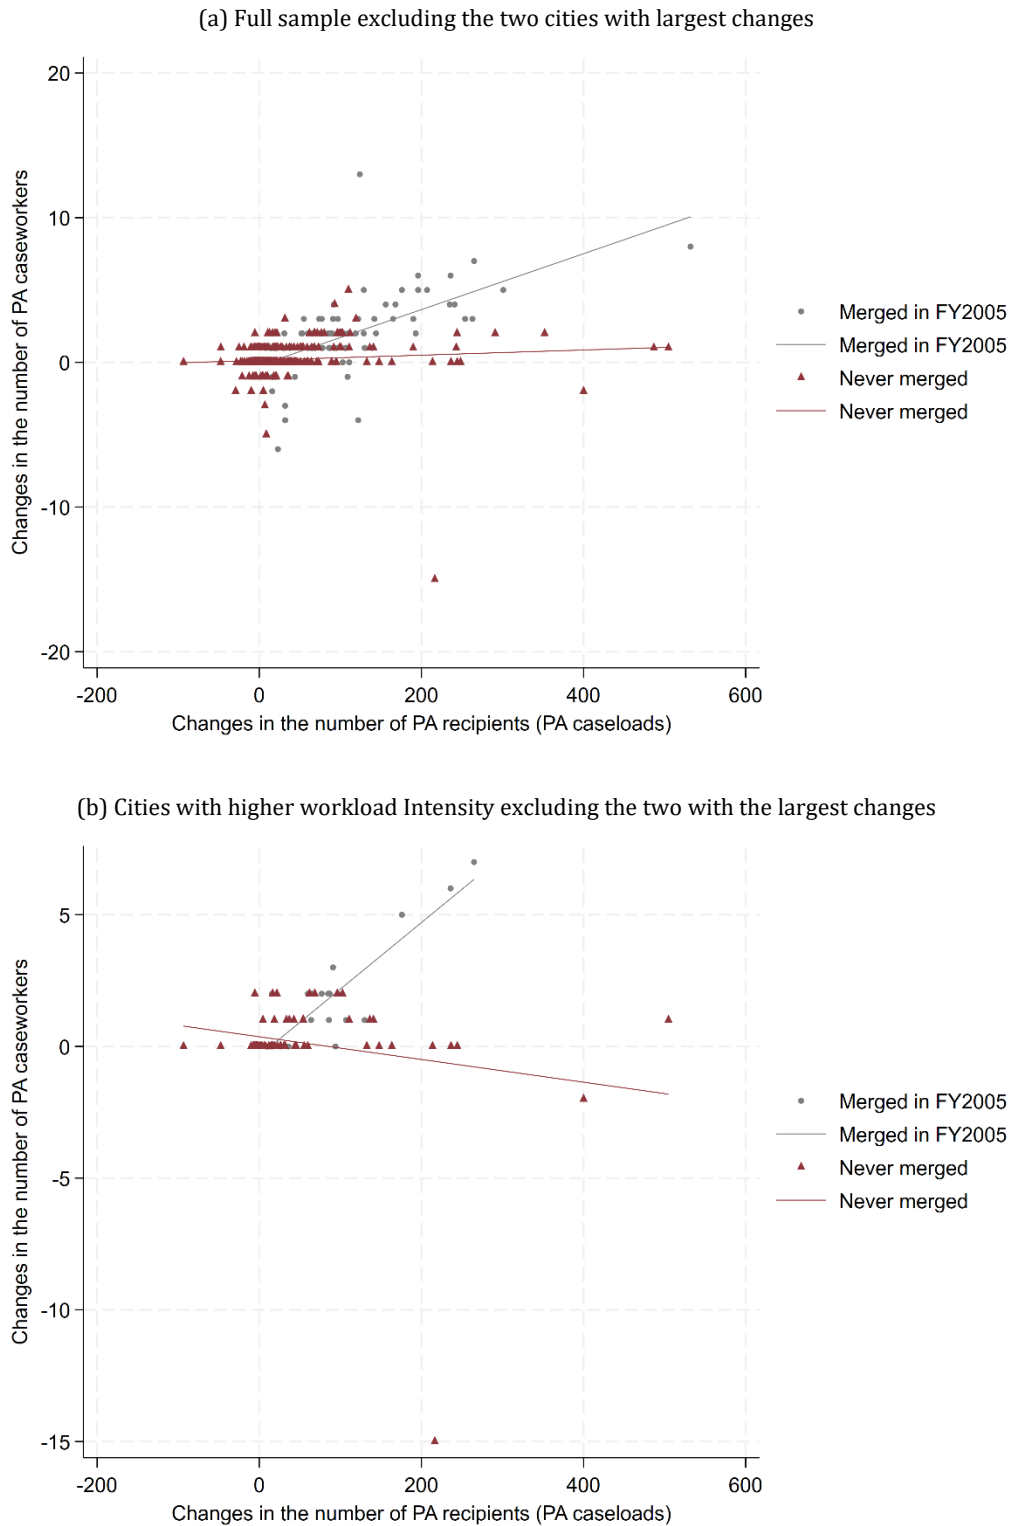 (a) Full sample excluding the two cities with largest changes
20
10
0
-10
-20
Changes in the number of PA caseworkers
-200 0 200 400 600
Changes in the number of PA recipients (PA caseloads)
Merged in FY2005
Merged in FY2005
Never merged
Never merged
(b) Cities with higher workload Intensity excluding the two with the largest changes
5
0
-5
-10
-15
Changes in the number of PA caseworkers
-200 0 200 400 600
Changes in the number of PA recipients (PA caseloads)
Merged in FY2005
Merged in FY2005
Never merged
Never merged